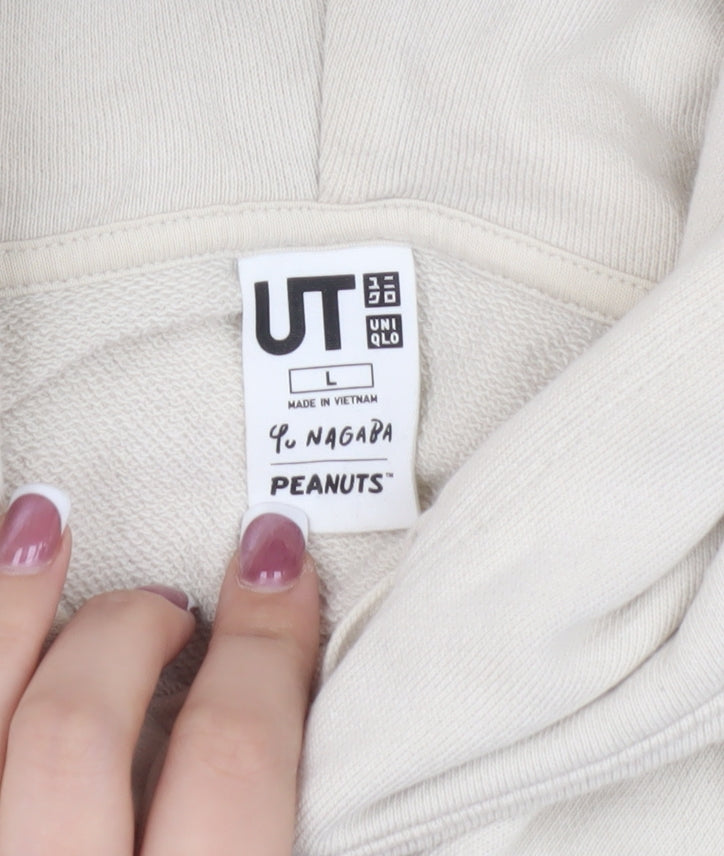 UT
ユニ
クロ
UNI
QLO
L
MADE IN VIETNAM
Yu NAGABA
PEANUTS™